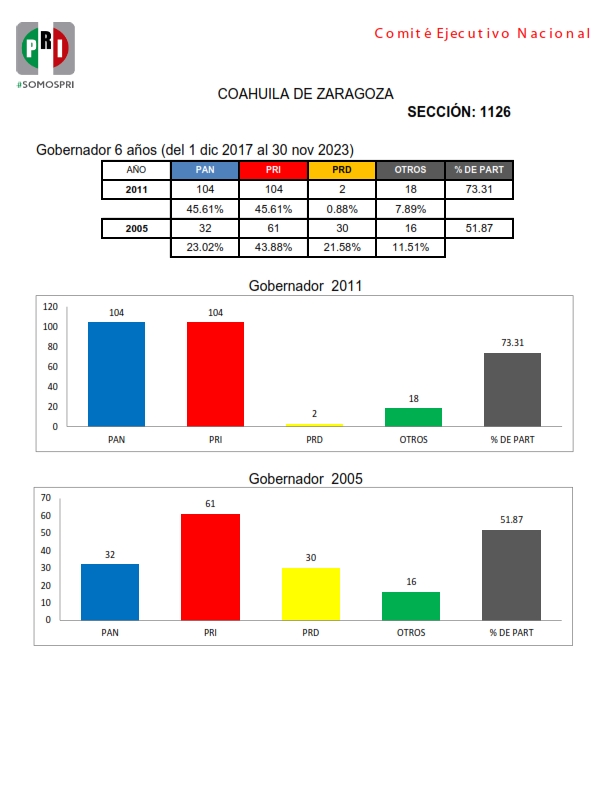 PRI
#SOMOSPRI
Comité Ejecutivo Nacional
COAHUILA DE ZARAGOZA
SECCIÓN: 1126
Gobernador 6 años (del 1 dic 2017 al 30 nov 2023)
AÑO PAN PRI PRD OTROS % DE PART
2011 104 104 2 18 73.31
45.61% 45.61% 0.88% 7.89%
2005 32 61 30 16 51.87
23.02% 43.88% 21.58% 11.51%
Gobernador 2011
120
100
80
60
40
20
0
104 104 2 18 73.31
PAN PRI PRD OTROS % DE PART
Gobernador 2005
70
60
50
40
30
20
10
0
32 61 30 16 51.87
PAN PRI PRD OTROS % DE PART